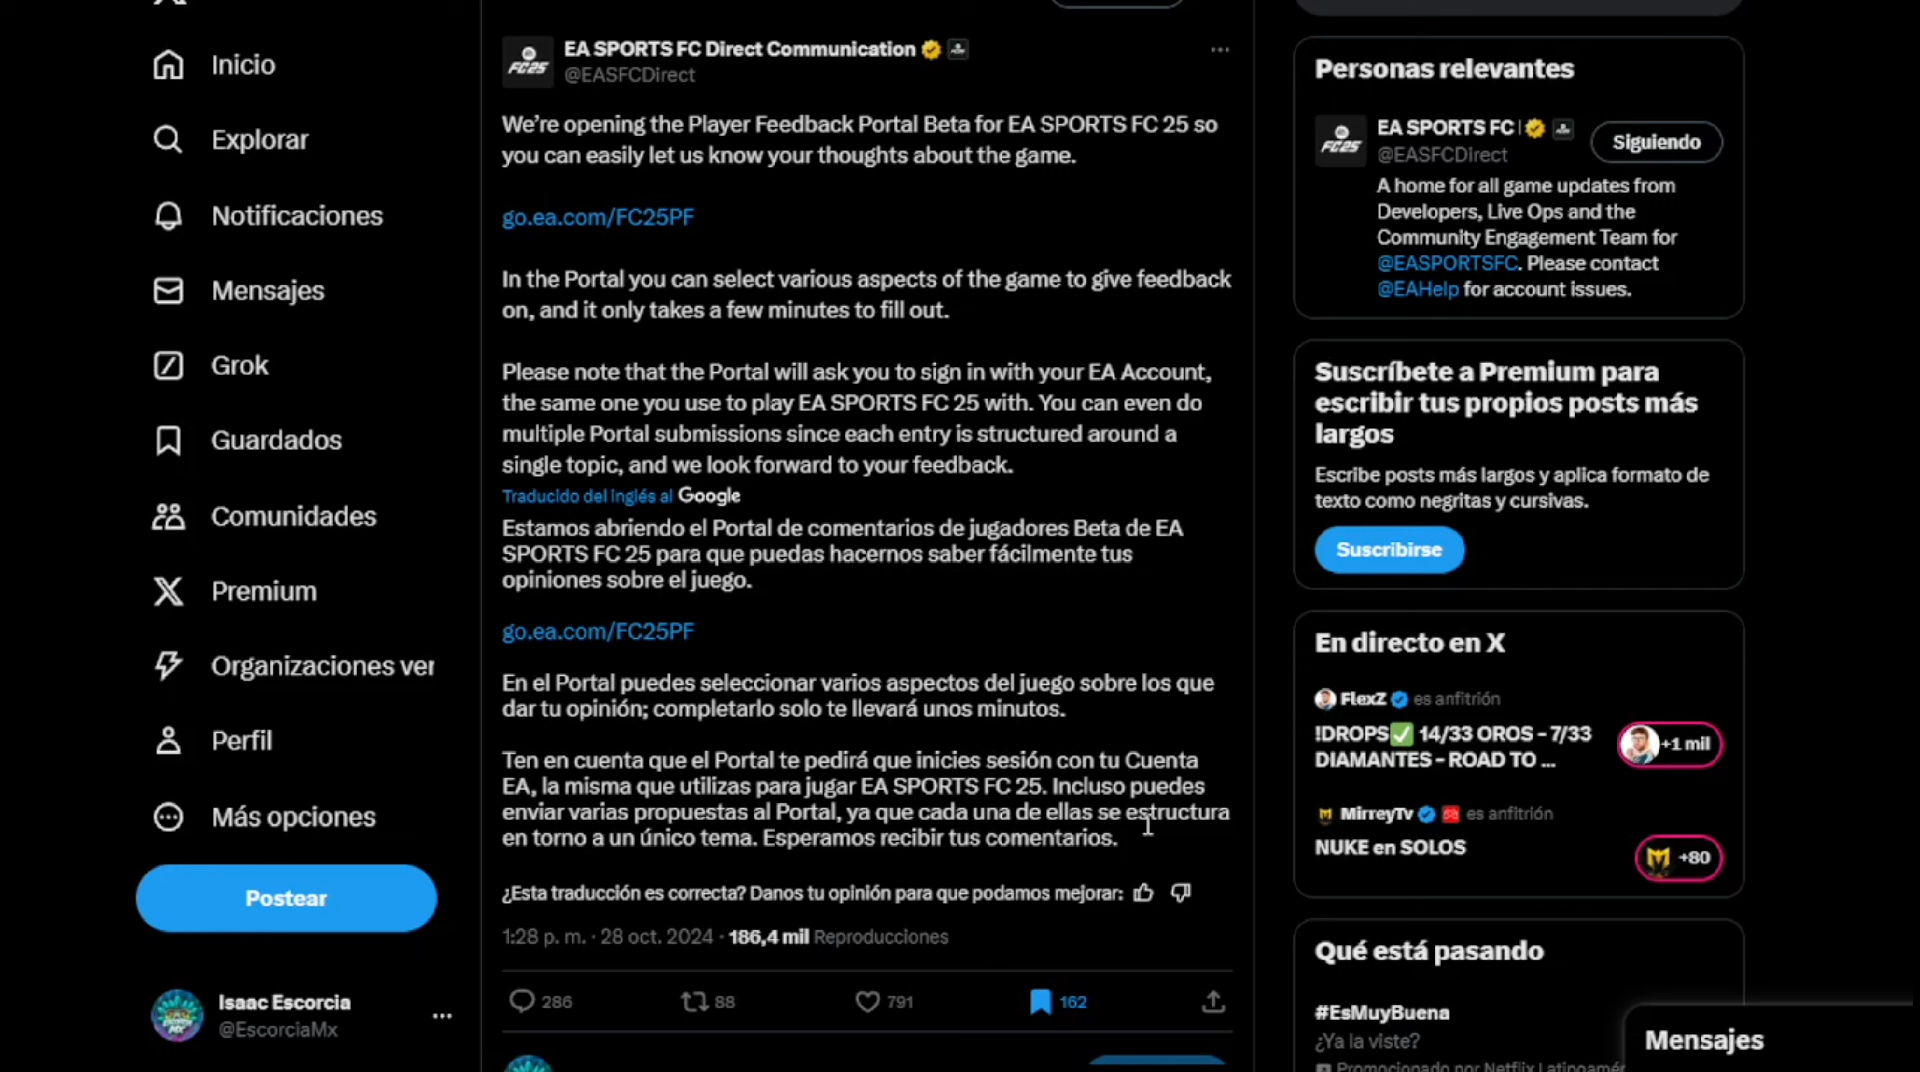 Inicio
Explorar
Notificaciones
Mensajes
Grok
Guardados
Comunidades
Premium
Organizaciones ver
Perfil
Más opciones
Postear
Isaac Escorcia
@EscorciaMx
FC25
EA SPORTS FC Direct Communication
@EASFCDirect
We’re opening the Player Feedback Portal Beta for EA SPORTS FC 25 so
you can easily let us know your thoughts about the game.
go.ea.com/FC25PF
In the Portal you can select various aspects of the game to give feedback
on, and it only takes a few minutes to fill out.
Please note that the Portal will ask you to sign in with your EA Account,
the same one you use to play EA SPORTS FC 25 with. You can even do
multiple Portal submissions since each entry is structured around a
single topic, and we look forward to your feedback.
Traducido del inglés al Google
Estamos abriendo el Portal de comentarios de jugadores Beta de EA
SPORTS FC 25 para que puedas hacernos saber fácilmente tus
opiniones sobre el juego.
go.ea.com/FC25PF
En el Portal puedes seleccionar varios aspectos del juego sobre los que
dar tu opinión; completarlo solo te llevará unos minutos.
Ten en cuenta que el Portal te pedirá que inicies sesión con tu Cuenta
EA, la misma que utilizas para jugar EA SPORTS FC 25. Incluso puedes
enviar varias propuestas al Portal, ya que cada una de ellas se estructura
en torno a un único tema. Esperamos recibir tus comentarios.
¿Esta traducción es correcta? Danos tu opinión para que podamos mejorar:
1:28 p. m. · 28 oct. 2024 · 186,4 mil Reproducciones
286 88 791 162
Personas relevantes
FC25
EA SPORTS FC
@EASFCDirect
Siguiendo
A home for all game updates from
Developers, Live Ops and the
Community Engagement Team for
@EASPORTSFC. Please contact
@EAHelp for account issues.
Suscríbete a Premium para
escribir tus propios posts más
largos
Escribe posts más largos y aplica formato de
texto como negritas y cursivas.
Suscribirse
En directo en X
FlexZ es anfitrión
!DROPS✅ 14/33 OROS – 7/33
DIAMANTES – ROAD TO ...
+1 mil
MirreyTv es anfitrión
NUKE en SOLOS
+80
Qué está pasando
#EsMuyBuena
¿Ya la viste?
Promocionado por Netflix Latinoamér
Mensajes